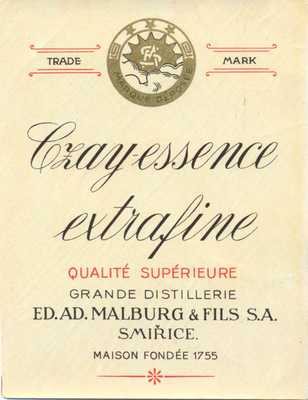 TRADE MARK
MARQUE DÉPOSÉE
Czay-essence
extrafine
QUALITÉ SUPÉRIEURE
GRANDE DISTILLERIE
ED. AD. MALBURG & FILS S.A.
SMIŘICE.
MAISON FONDÉE 1755